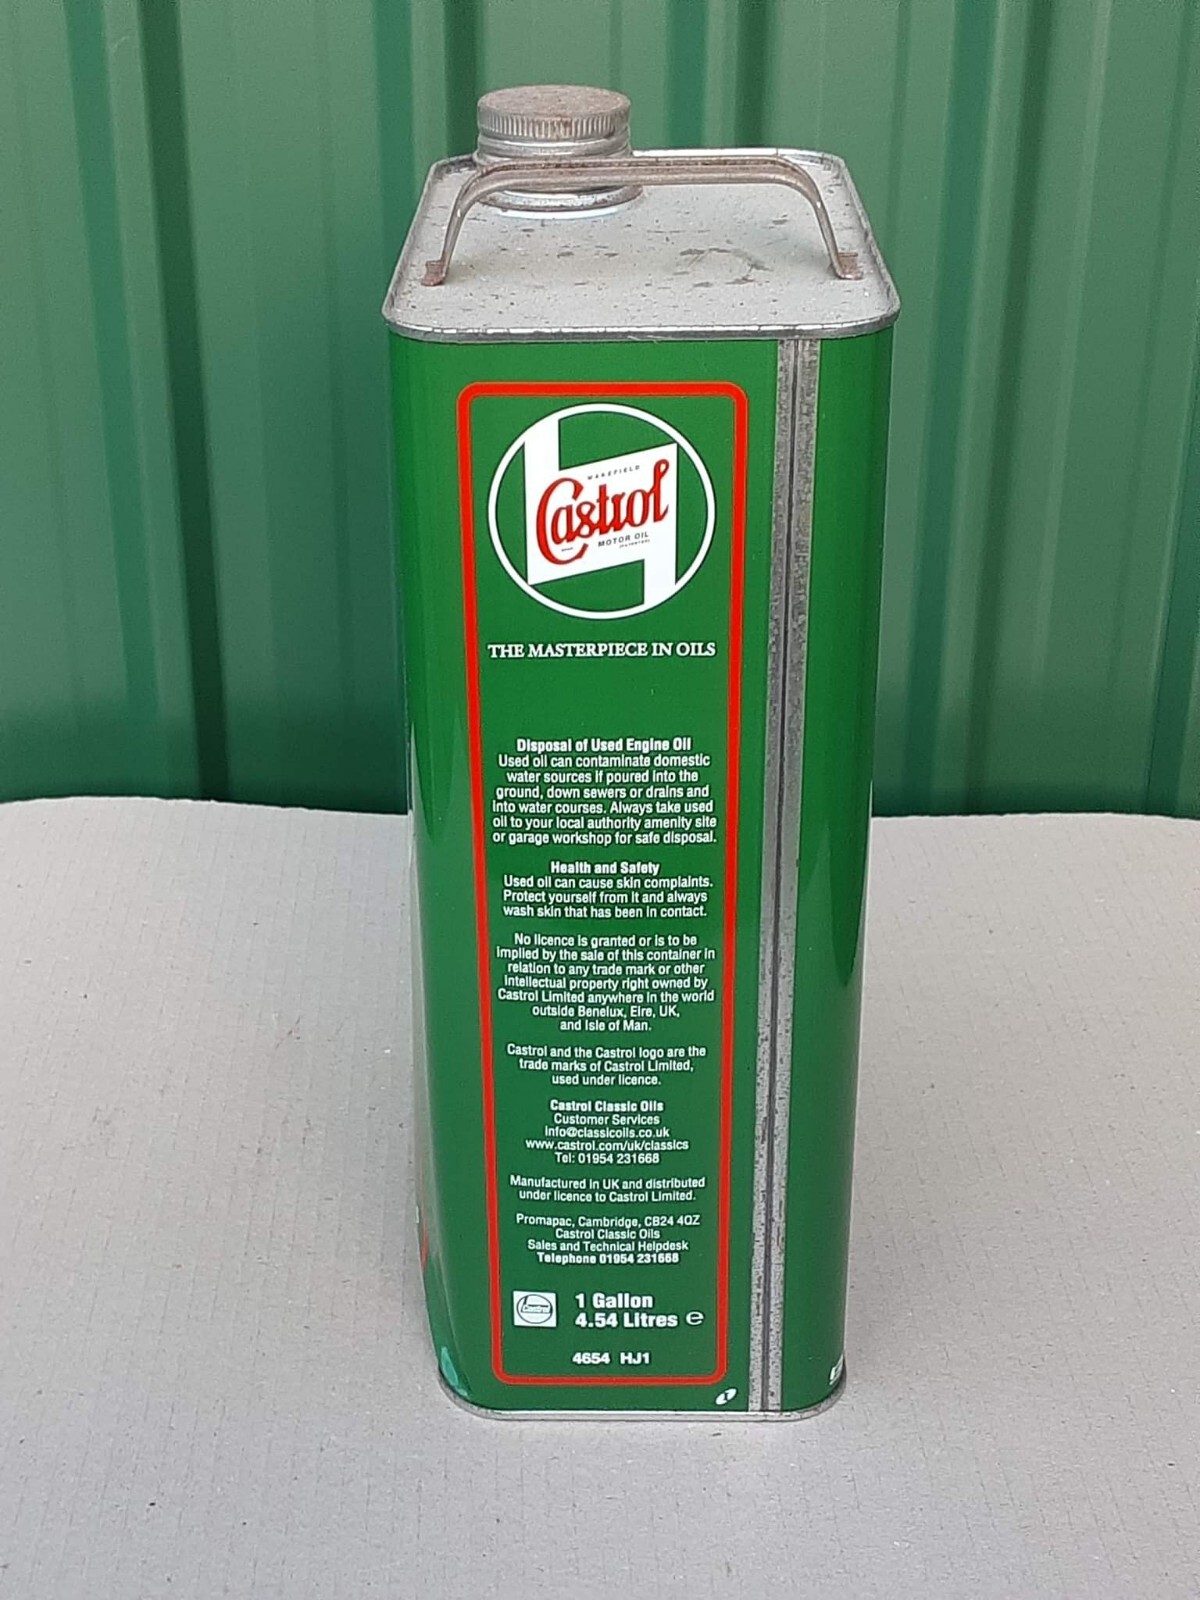 WAKEFIELD
Castrol
MOTOR OIL
THE MASTERPIECE IN OILS
Disposal of Used Engine Oil
Used oil can contaminate domestic
water sources if poured into the
ground, down sewers or drains and
into water courses. Always take used
oil to your local authority amenity site
or garage workshop for safe disposal.
Health and Safety
Used oil can cause skin complaints.
Protect yourself from it and always
wash skin that has been in contact.
No licence is granted or is to be
implied by the sale of this container in
relation to any trade mark or other
intellectual property right owned by
Castrol Limited anywhere in the world
outside Benelux, Eire, UK,
and Isle of Man.
Castrol and the Castrol logo are the
trade marks of Castrol Limited,
used under licence.
Castrol Classic Oils
Customer Services
info@classicoils.co.uk
www.castrol.com/uk/classics
Tel: 01954 231668
Manufactured in UK and distributed
under licence to Castrol Limited.
Promapac, Cambridge, CB24 4QZ
Castrol Classic Oils
Sales and Technical Helpdesk
Telephone 01954 231668
Castrol
1 Gallon
4.54 Litres e
4654 HJ1